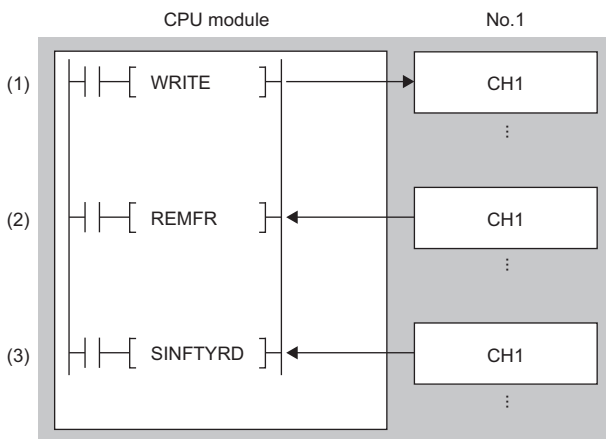 CPU module No.1
(1) WRITE CH1
⋮
(2) REMFR CH1
⋮
(3) SINFTYRD CH1
⋮